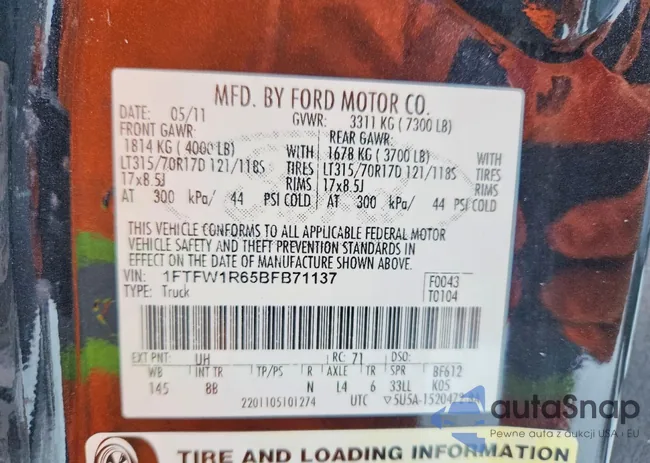 MFD. BY FORD MOTOR CO.
DATE: 05/11 GVWR: 3311 KG ( 7300 LB)
FRONT GAWR: REAR GAWR:
1814 KG ( 4000 LB) WITH 1678 KG ( 3700 LB) WITH
LT315/70R17D 121/118S TIRES LT315/70R17D 121/118S TIRES
17x8.5J RIMS 17x8.5J RIMS
AT 300 kPa/ 44 PSI COLD AT 300 kPa/ 44 PSI COLD
THIS VEHICLE CONFORMS TO ALL APPLICABLE FEDERAL MOTOR
VEHICLE SAFETY AND THEFT PREVENTION STANDARDS IN
EFFECT ON THE DATE OF MANUFACTURE SHOWN ABOVE.
VIN: 1FTFW1R65BFB71137 F0043
TYPE: Truck T0104
EXT PNT: UH RC: 71 DSO:
WB INT TR TP/PS R AXLE TR SPR 8F612
145 8B N L4 6 33LL K05
2201105101274 UTC
autaSnap
Pewne auta z aukcji USA i EU
TIRE AND LOADING INFORMATION